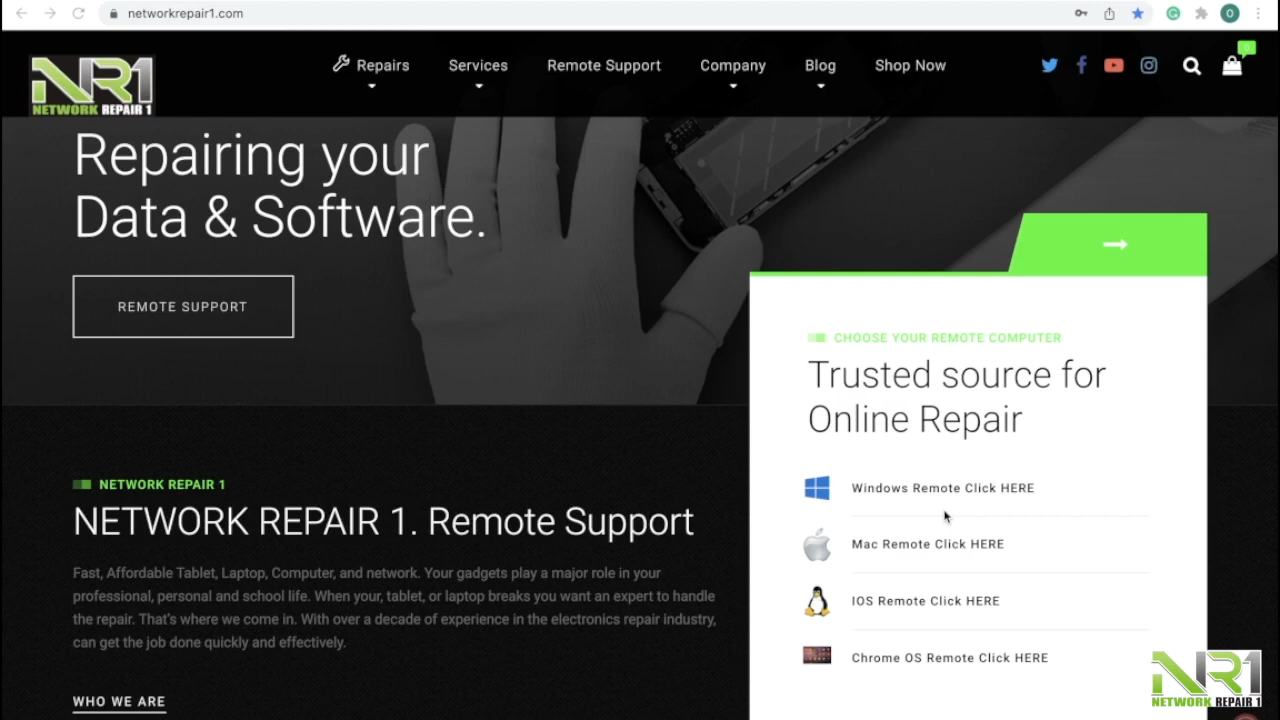 networkrepair1.com
O
NR1
NETWORK REPAIR 1
Repairs
Services
Remote Support
Company
Blog
Shop Now
0
Repairing your
Data & Software.
REMOTE SUPPORT
CHOOSE YOUR REMOTE COMPUTER
Trusted source for
Online Repair
Windows Remote Click HERE
Mac Remote Click HERE
IOS Remote Click HERE
Chrome OS Remote Click HERE
NETWORK REPAIR 1
NETWORK REPAIR 1. Remote Support
Fast, Affordable Tablet, Laptop, Computer, and network. Your gadgets play a major role in your
professional, personal and school life. When your, tablet, or laptop breaks you want an expert to handle
the repair. That's where we come in. With over a decade of experience in the electronics repair industry,
can get the job done quickly and effectively.
WHO WE ARE
NR1
NETWORK REPAIR 1